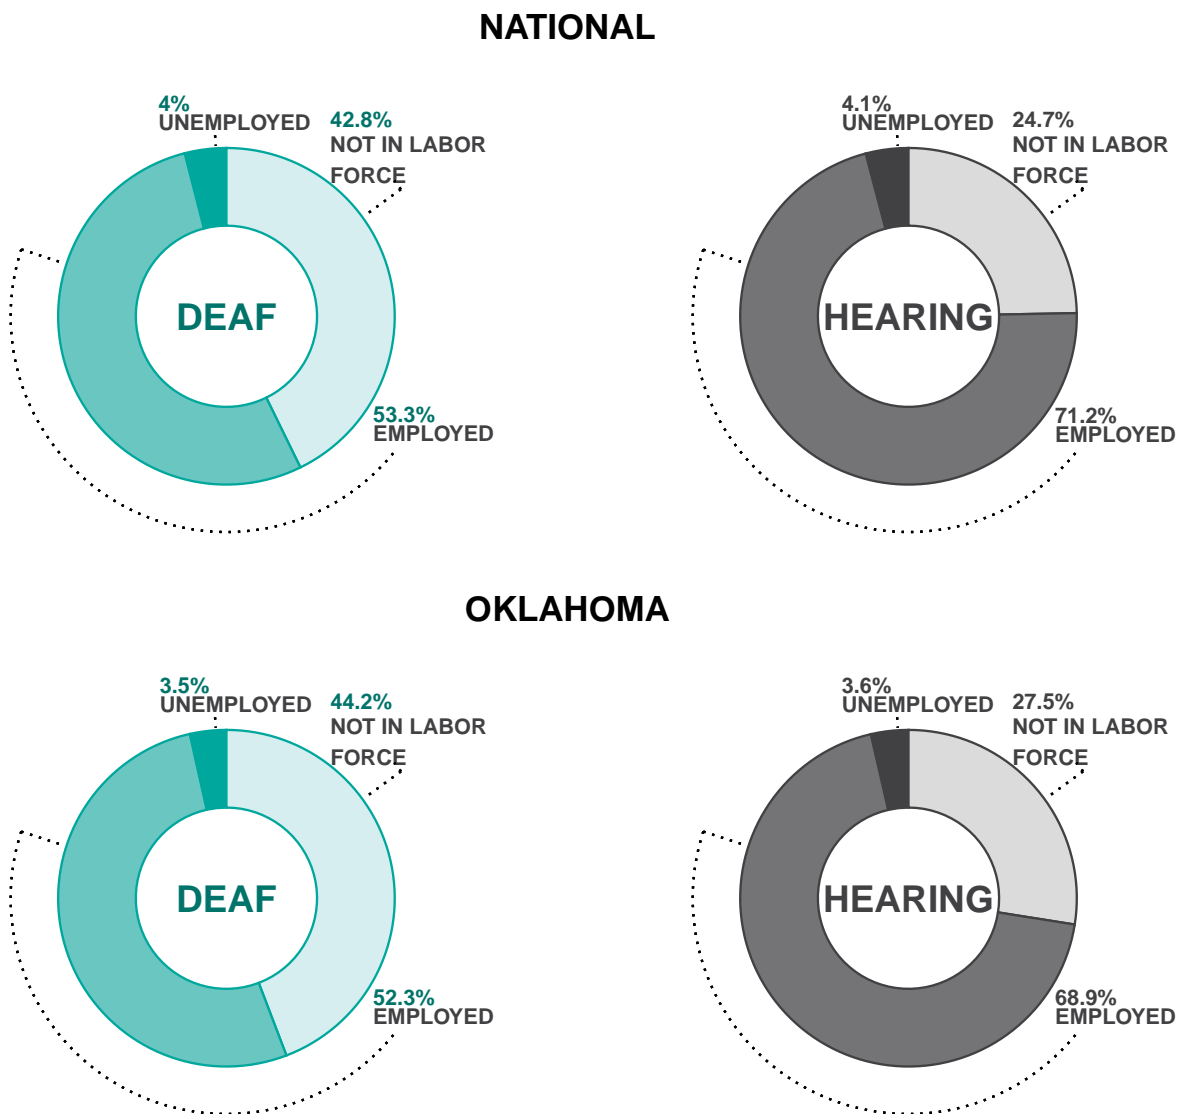 NATIONAL
4%
UNEMPLOYED
42.8%
NOT IN LABOR
FORCE
DEAF
53.3%
EMPLOYED
4.1%
UNEMPLOYED
24.7%
NOT IN LABOR
FORCE
HEARING
71.2%
EMPLOYED
OKLAHOMA
3.5%
UNEMPLOYED
44.2%
NOT IN LABOR
FORCE
DEAF
52.3%
EMPLOYED
3.6%
UNEMPLOYED
27.5%
NOT IN LABOR
FORCE
HEARING
68.9%
EMPLOYED